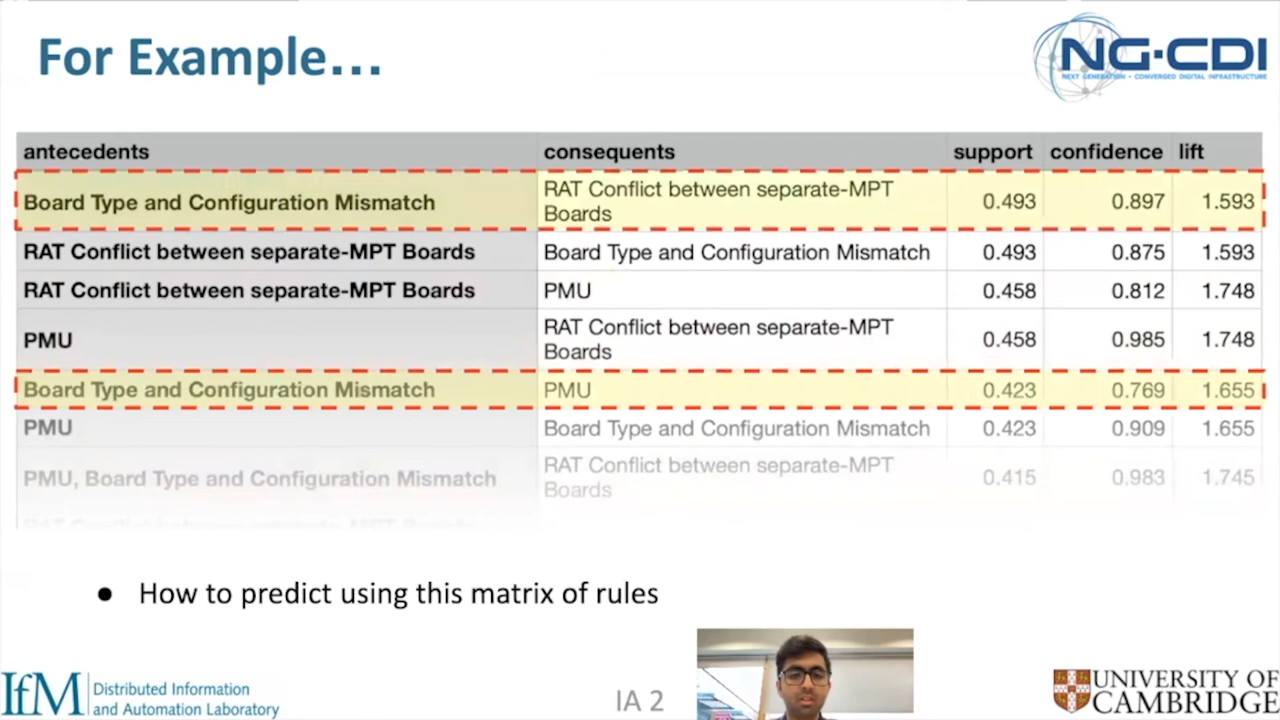 For Example...
NG·CDI
NEXT GENERATION · CONVERGED DIGITAL INFRASTRUCTURE
antecedents consequents support confidence lift
Board Type and Configuration Mismatch RAT Conflict between separate-MPT Boards 0.493 0.897 1.593
RAT Conflict between separate-MPT Boards Board Type and Configuration Mismatch 0.493 0.875 1.593
RAT Conflict between separate-MPT Boards PMU 0.458 0.812 1.748
PMU RAT Conflict between separate-MPT Boards 0.458 0.985 1.748
Board Type and Configuration Mismatch PMU 0.423 0.769 1.655
PMU Board Type and Configuration Mismatch 0.423 0.909 1.655
PMU, Board Type and Configuration Mismatch RAT Conflict between separate-MPT Boards 0.415 0.983 1.745
● How to predict using this matrix of rules
IfM Distributed Information
and Automation Laboratory
IA 2
UNIVERSITY OF
CAMBRIDGE